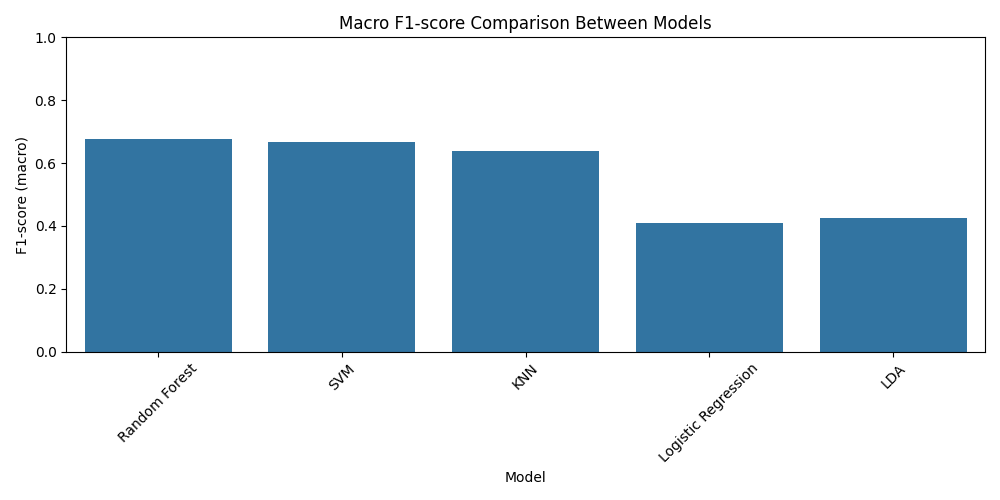 Macro F1-score Comparison Between Models
F1-score (macro)
1.0
0.8
0.6
0.4
0.2
0.0
Random Forest
SVM
KNN
Logistic Regression
LDA
Model